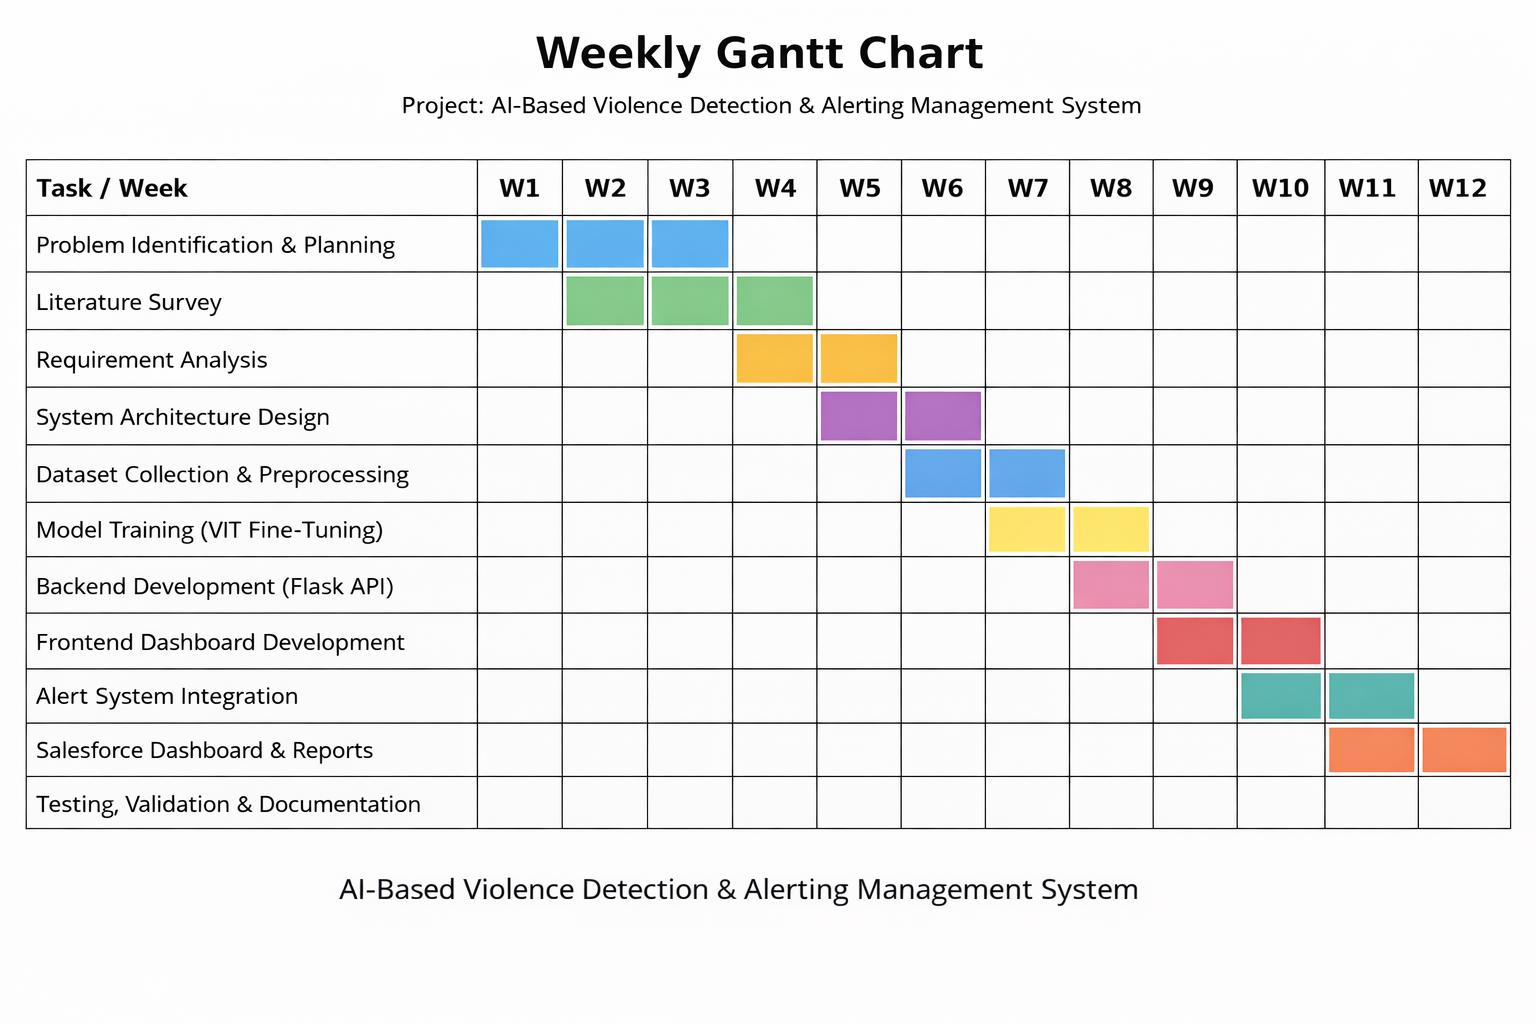 Weekly Gantt Chart
Project: AI-Based Violence Detection & Alerting Management System
Task / Week W1 W2 W3 W4 W5 W6 W7 W8 W9 W10 W11 W12
Problem Identification & Planning
Literature Survey
Requirement Analysis
System Architecture Design
Dataset Collection & Preprocessing
Model Training (VIT Fine-Tuning)
Backend Development (Flask API)
Frontend Dashboard Development
Alert System Integration
Salesforce Dashboard & Reports
Testing, Validation & Documentation
AI-Based Violence Detection & Alerting Management System